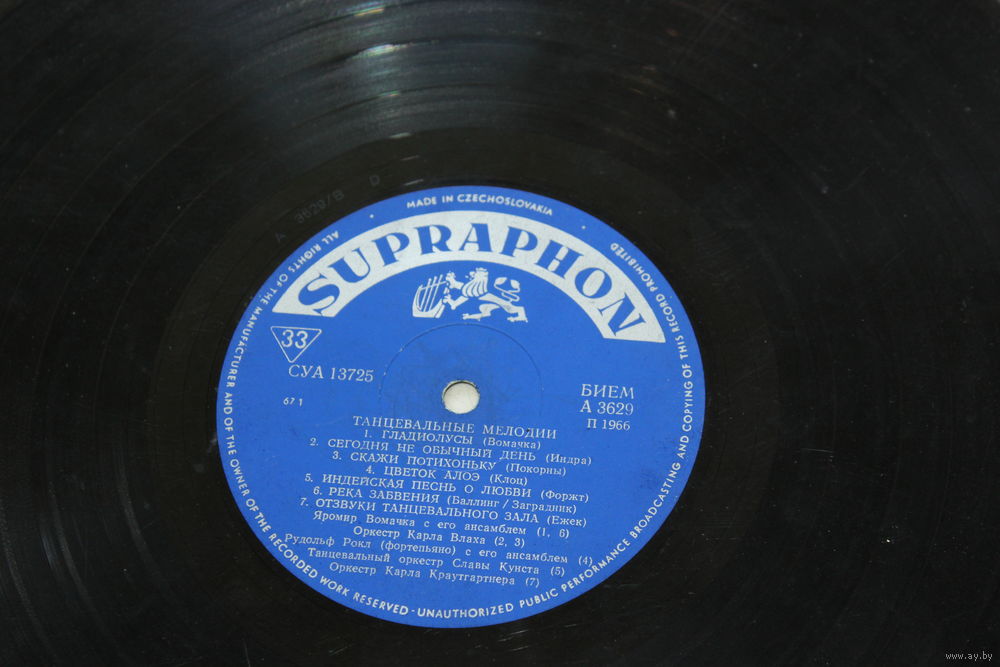 A 3629/B D
MADE IN CZECHOSLOVAKIA
ALL RIGHTS OF THE MANUFACTURER AND OF THE OWNER OF THE RECORDED WORK RESERVED - UNAUTHORIZED PUBLIC PERFORMANCE BROADCASTING AND COPYING OF THIS RECORD PROHIBITED
SUPRAPHON
33
СУА 13725
БИЕМ
А 3629
П 1966
67 1
ТАНЦЕВАЛЬНЫЕ МЕЛОДИИ
1. ГЛАДИОЛУСЫ (Вомачка)
2. СЕГОДНЯ НЕ ОБЫЧНЫЙ ДЕНЬ (Индра)
3. СКАЖИ ПОТИХОНЬКУ (Покорны)
4. ЦВЕТОК АЛОЭ (Клоц)
5. ИНДЕЙСКАЯ ПЕСНЬ О ЛЮБВИ (Форжт)
6. РЕКА ЗАБВЕНИЯ (Баллинг / Заградник)
7. ОТЗВУКИ ТАНЦЕВАЛЬНОГО ЗАЛА (Ежек)
Яромир Вомачка с его ансамблем (1, 6)
Оркестр Карла Влаха (2, 3)
Рудольф Рокл (фортепьяно) с его ансамблем (4)
Танцевальный оркестр Славы Кунста (5)
Оркестр Карла Краутгартнера (7)
www.ay.by